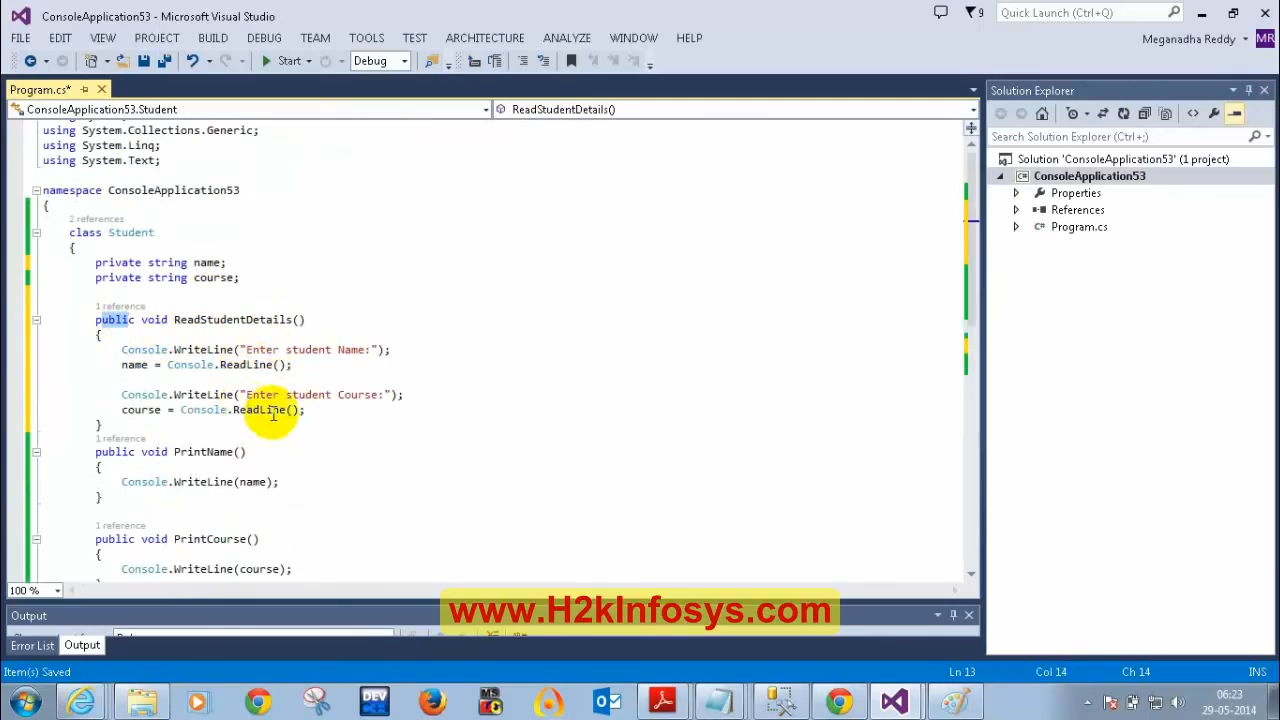 ConsoleApplication53 - Microsoft Visual Studio
9
Quick Launch (Ctrl+Q)
FILE EDIT VIEW PROJECT BUILD DEBUG TEAM TOOLS TEST ARCHITECTURE ANALYZE WINDOW HELP
Meganadha Reddy MR
Start Debug
Program.cs*
ConsoleApplication53.Student
ReadStudentDetails()
using System.Collections.Generic;
using System.Linq;
using System.Text;
namespace ConsoleApplication53
{
2 references
class Student
{
private string name;
private string course;
1 reference
public void ReadStudentDetails()
{
Console.WriteLine("Enter student Name:");
name = Console.ReadLine();
Console.WriteLine("Enter student Course:");
course = Console.ReadLine();
}
1 reference
public void PrintName()
{
Console.WriteLine(name);
}
1 reference
public void PrintCourse()
{
Console.WriteLine(course);
100 %
Solution Explorer
Search Solution Explorer (Ctrl+;)
Solution 'ConsoleApplication53' (1 project)
ConsoleApplication53
Properties
References
Program.cs
Output
www.H2kInfosys.com
Error List Output
Item(s) Saved
Ln 13 Col 14 Ch 14 INS
DEV
MS
06:23
29-05-2014